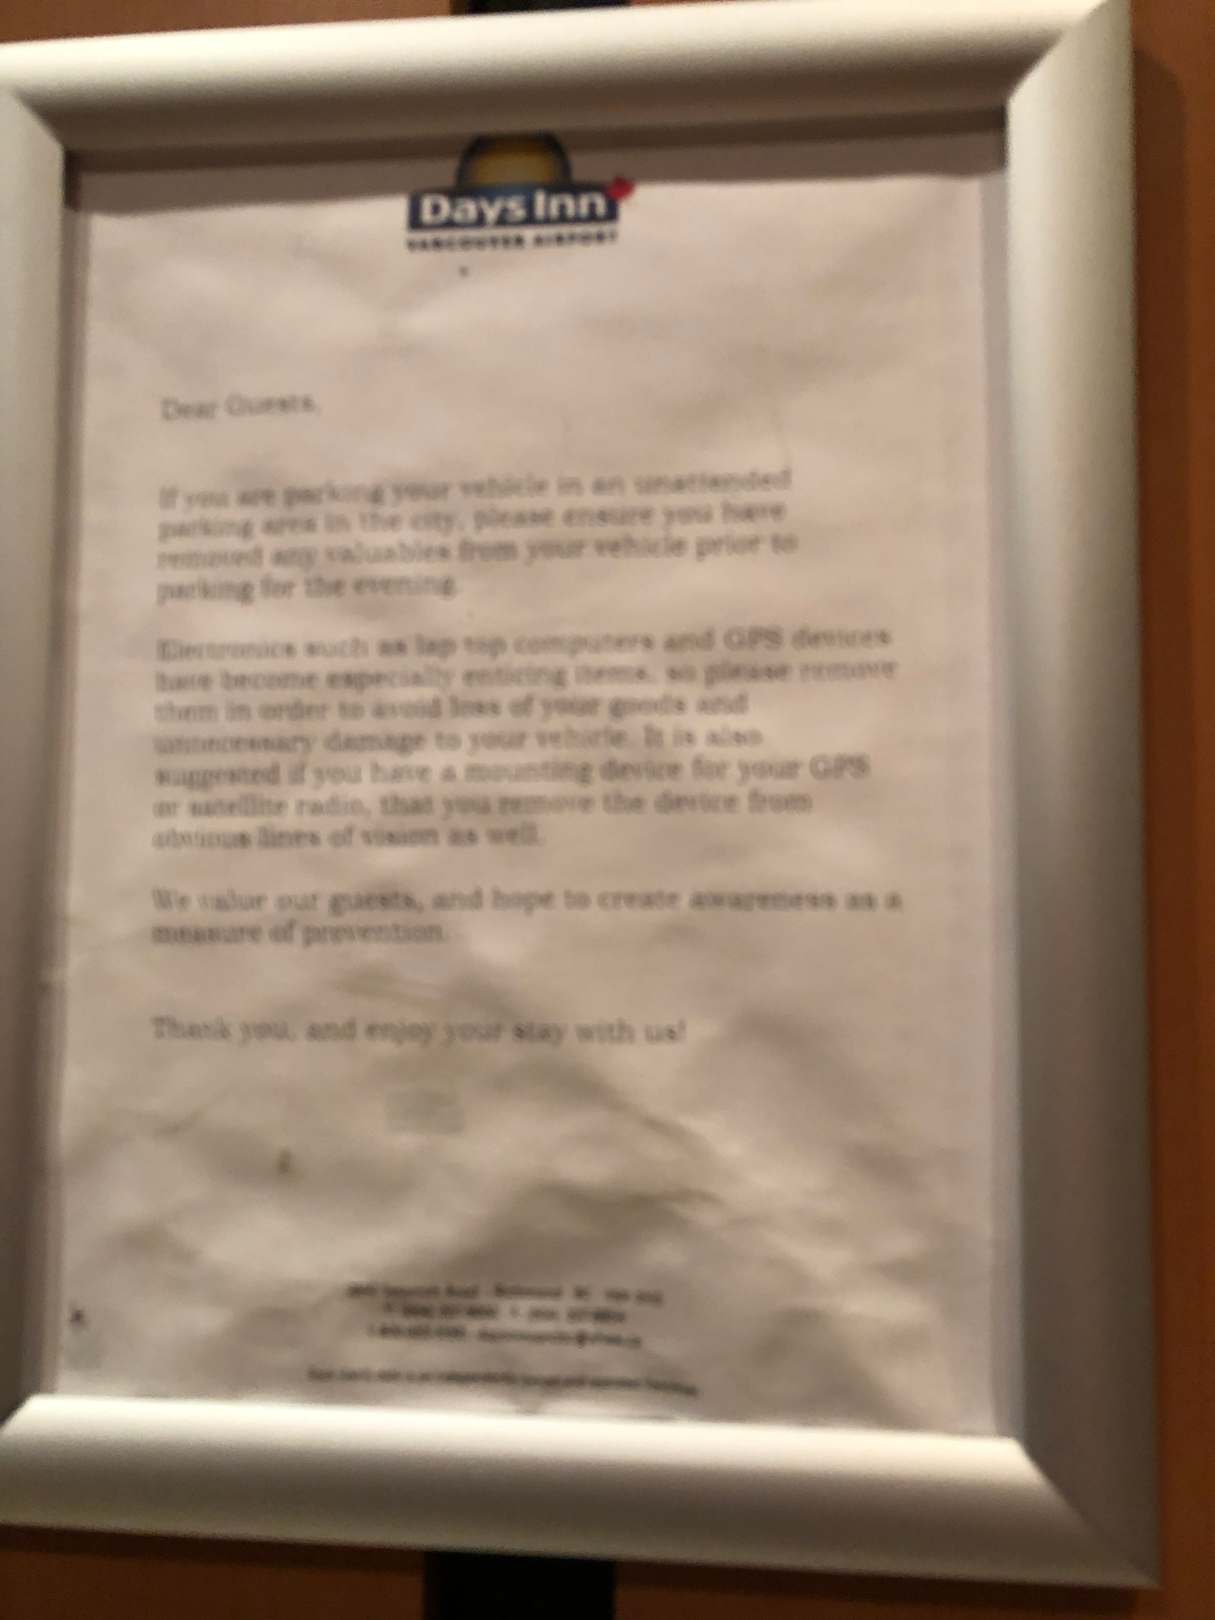 Days Inn
VANCOUVER AIRPORT
Dear Guests,
If you are parking your vehicle in an unattended
parking area in the city, please ensure you have
removed any valuables from your vehicle prior to
parking for the evening.
Electronics such as lap top computers and GPS devices
have become especially enticing items, so please remove
them in order to avoid loss of your goods and
unnecessary damage to your vehicle. It is also
suggested if you have a mounting device for your GPS
or satellite radio, that you remove the device from
obvious lines of vision as well.
We value our guests, and hope to create awareness as a
measure of prevention.
Thank you, and enjoy your stay with us!